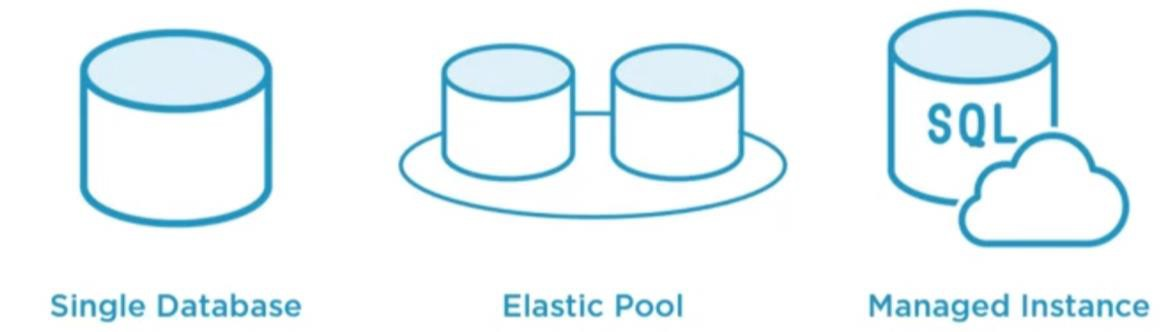 SQL
Single Database
Elastic Pool
Managed Instance